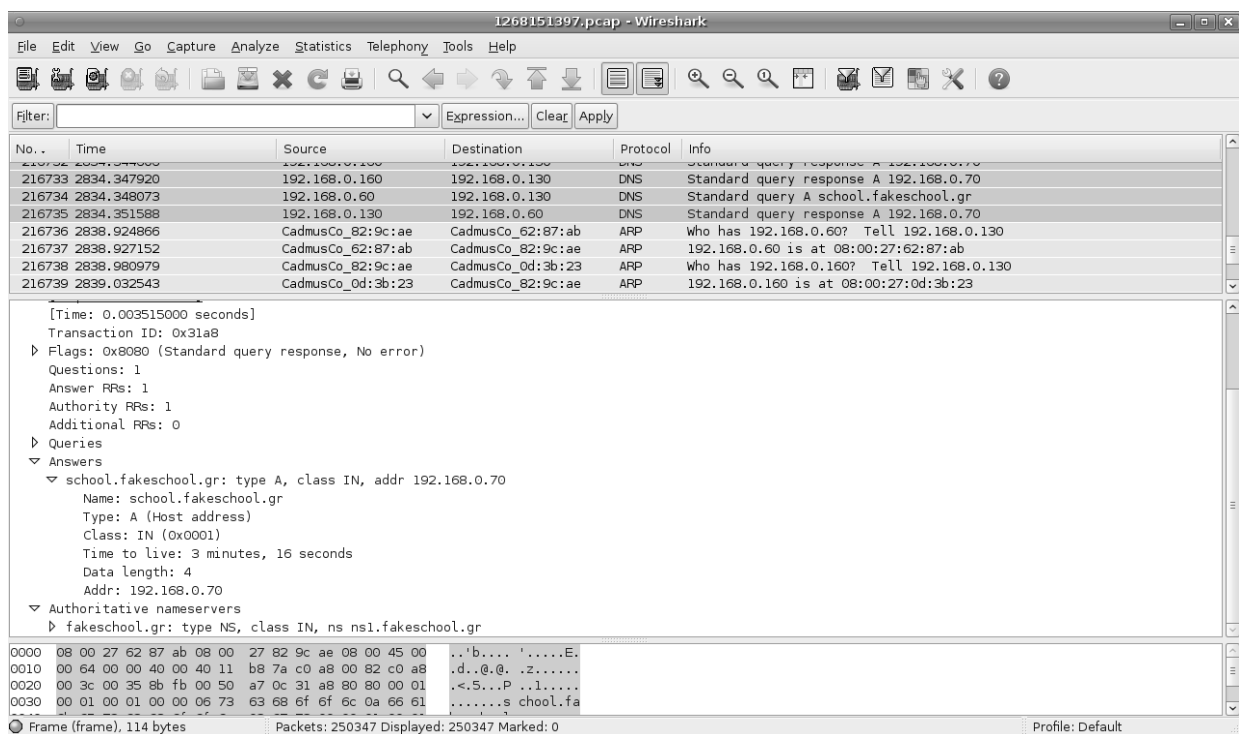 1268151397.pcap - Wireshark
File Edit View Go Capture Analyze Statistics Telephony Tools Help
Filter: Expression... Clear Apply
No. . Time Source Destination Protocol Info
216733 2834.347920 192.168.0.160 192.168.0.130 DNS Standard query response A 192.168.0.70
216734 2834.348073 192.168.0.60 192.168.0.130 DNS Standard query A school.fakeschool.gr
216735 2834.351588 192.168.0.130 192.168.0.60 DNS Standard query response A 192.168.0.70
216736 2838.924866 CadmusCo_82:9c:ae CadmusCo_62:87:ab ARP Who has 192.168.0.60? Tell 192.168.0.130
216737 2838.927152 CadmusCo_62:87:ab CadmusCo_82:9c:ae ARP 192.168.0.60 is at 08:00:27:62:87:ab
216738 2838.980979 CadmusCo_82:9c:ae CadmusCo_0d:3b:23 ARP Who has 192.168.0.160? Tell 192.168.0.130
216739 2839.032543 CadmusCo_0d:3b:23 CadmusCo_82:9c:ae ARP 192.168.0.160 is at 08:00:27:0d:3b:23
[Time: 0.003515000 seconds]
Transaction ID: 0x31a8
Flags: 0x8080 (Standard query response, No error)
Questions: 1
Answer RRs: 1
Authority RRs: 1
Additional RRs: 0
Queries
Answers
school.fakeschool.gr: type A, class IN, addr 192.168.0.70
Name: school.fakeschool.gr
Type: A (Host address)
Class: IN (0x0001)
Time to live: 3 minutes, 16 seconds
Data length: 4
Addr: 192.168.0.70
Authoritative nameservers
fakeschool.gr: type NS, class IN, ns ns1.fakeschool.gr
0000 08 00 27 62 87 ab 08 00 27 82 9c ae 08 00 45 00 ..'b.... '.....E.
0010 00 64 00 00 40 00 40 11 b8 7a c0 a8 00 82 c0 a8 .d..@.@. .z......
0020 00 3c 00 35 8b fb 00 50 a7 0c 31 a8 80 80 00 01 .<.5...P ..1.....
0030 00 01 00 01 00 00 06 73 63 68 6f 6f 6c 0a 66 61 .......s chool.fa
Frame (frame), 114 bytes Packets: 250347 Displayed: 250347 Marked: 0 Profile: Default